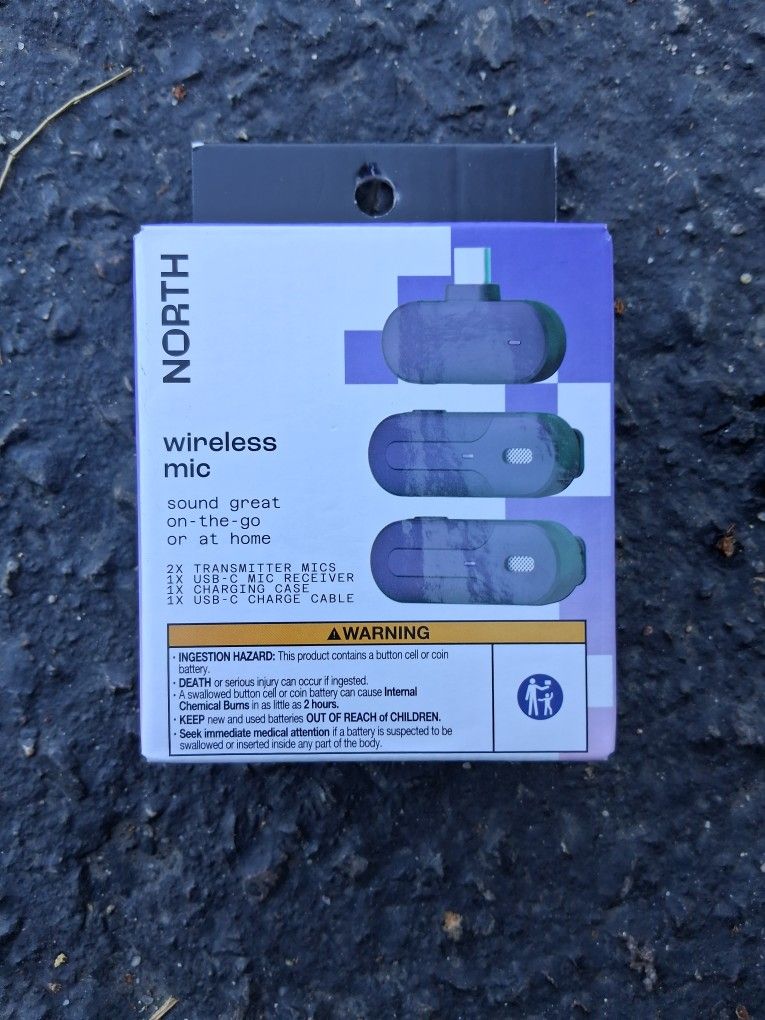 NORTH
wireless
mic
sound great
on-the-go
or at home
2X TRANSMITTER MICS
1X USB-C MIC RECEIVER
1X CHARGING CASE
1X USB-C CHARGE CABLE
WARNING
· INGESTION HAZARD: This product contains a button cell or coin
battery.
· DEATH or serious injury can occur if ingested.
· A swallowed button cell or coin battery can cause Internal
Chemical Burns in as little as 2 hours.
· KEEP new and used batteries OUT OF REACH of CHILDREN.
· Seek immediate medical attention if a battery is suspected to be
swallowed or inserted inside any part of the body.